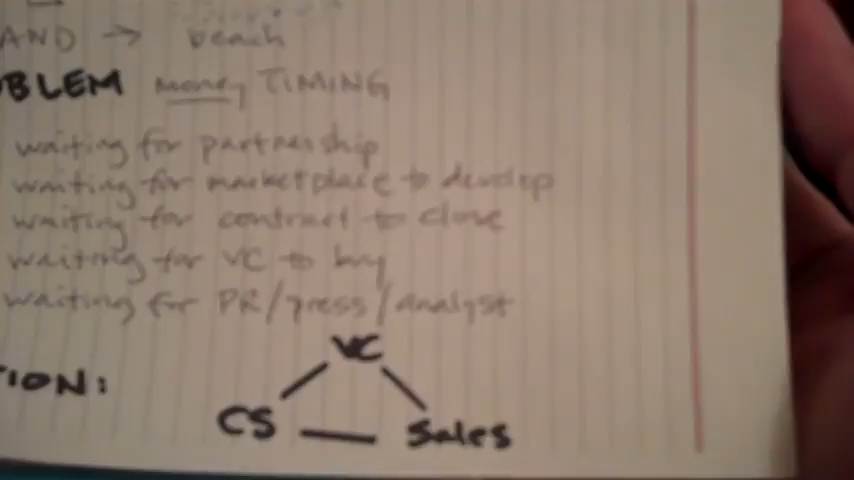 AND → beach
OBLEM money TIMING
waiting for partnership
waiting for marketplace to develop
waiting for contract to close
waiting for VC to buy
waiting for PR/press/analyst
TION:
VC
CS
Sales